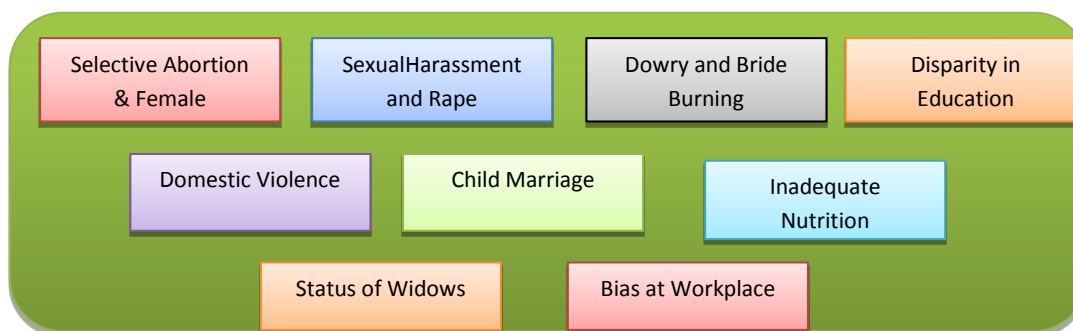 Selective Abortion
& Female
SexualHarassment
and Rape
Dowry and Bride
Burning
Disparity in
Education
Domestic Violence
Child Marriage
Inadequate
Nutrition
Status of Widows
Bias at Workplace